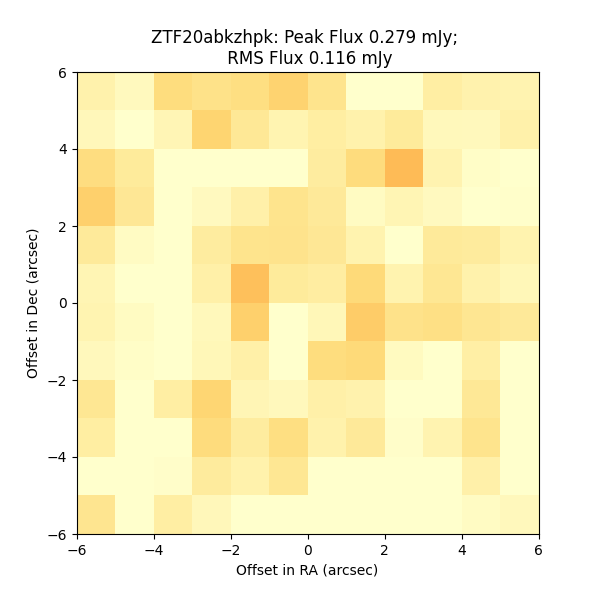 ZTF20abkzhpk: Peak Flux 0.279 mJy;
RMS Flux 0.116 mJy
6
4
2
0
−2
−4
−6
Offset in Dec (arcsec)
−6 −4 −2 0 2 4 6
Offset in RA (arcsec)